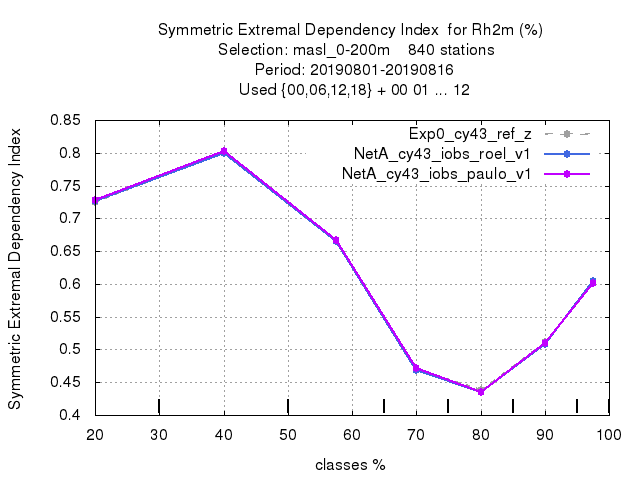 Symmetric Extremal Dependency Index  for Rh2m (%)
Selection: masl_0-200m    840 stations
Period: 20190801-20190816
Used {00,06,12,18} + 00 01 ... 12
Exp0_cy43_ref_z
NetA_cy43_iobs_roel_v1
NetA_cy43_iobs_paulo_v1
Symmetric Extremal Dependency Index
0.85
0.8
0.75
0.7
0.65
0.6
0.55
0.5
0.45
0.4
20 30 40 50 60 70 80 90 100
classes %